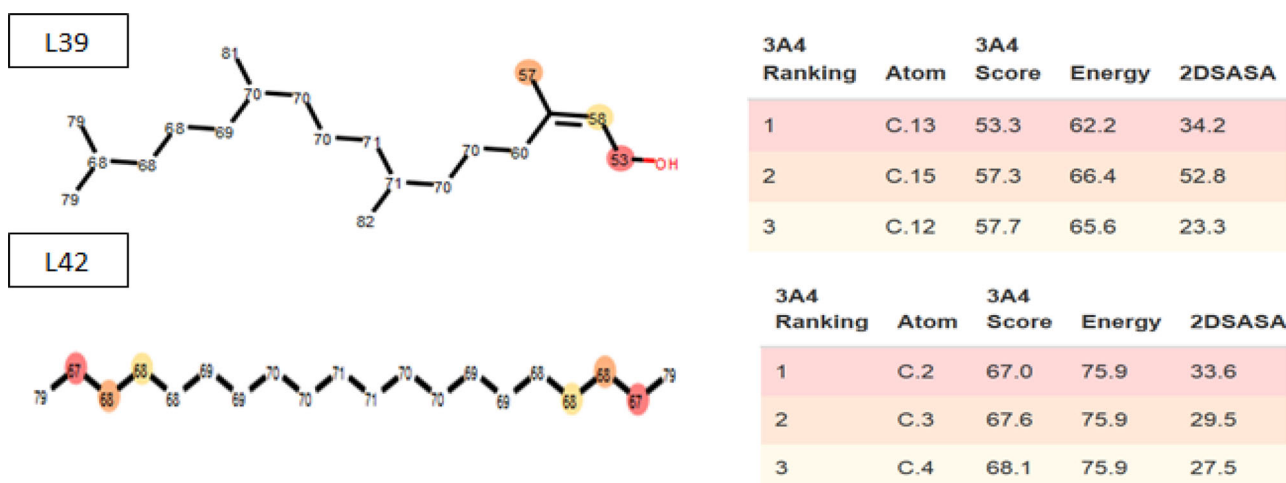 L39
81
70
70
79
68
69
70
71
68
68
79
71
70
70
60
82
57
58
53
OH
3A4 Ranking Atom 3A4 Score Energy 2DSASA
1 C.13 53.3 62.2 34.2
2 C.15 57.3 66.4 52.8
3 C.12 57.7 65.6 23.3
L42
79 67 68 68 68 69 69 70 70 71 71 70 70 69 69 68 68 68 67 79
3A4 Ranking Atom 3A4 Score Energy 2DSASA
1 C.2 67.0 75.9 33.6
2 C.3 67.6 75.9 29.5
3 C.4 68.1 75.9 27.5